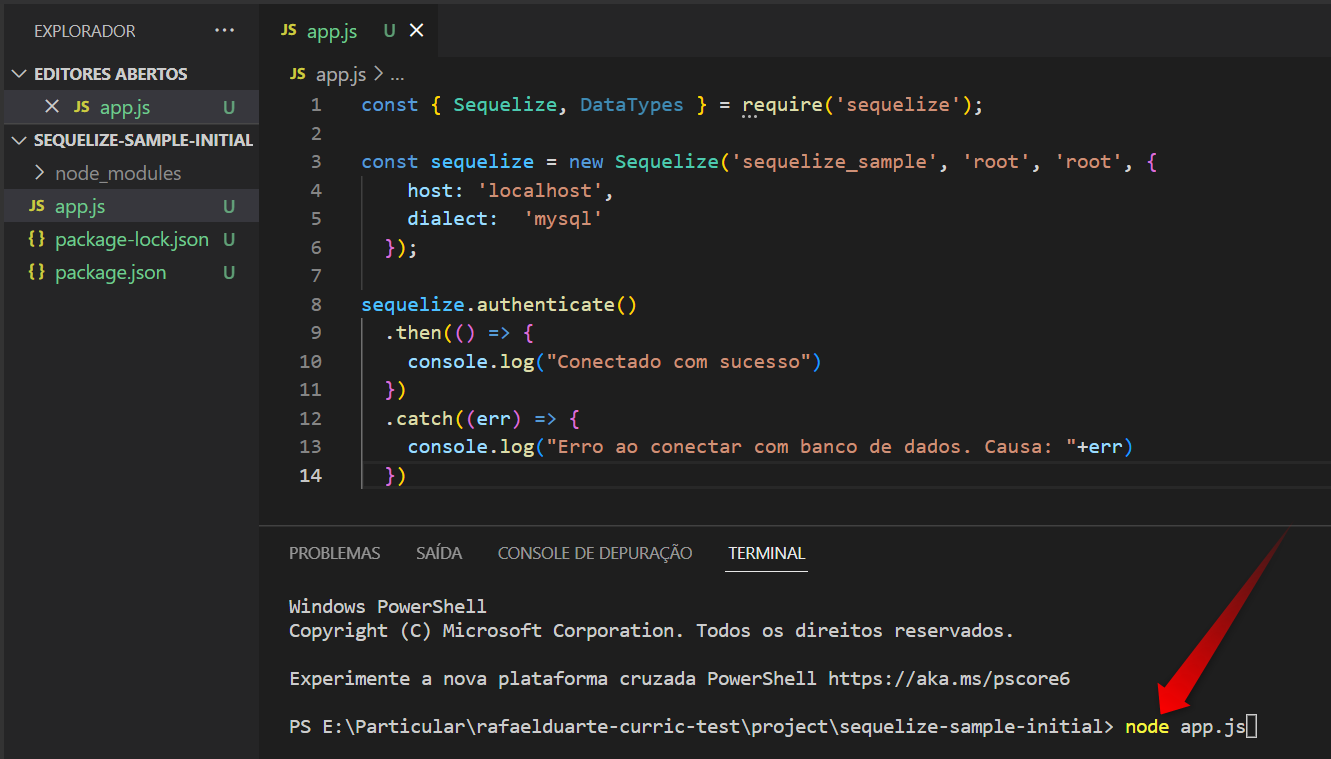 EXPLORADOR ...
EDITORES ABERTOS
JS app.js U
SEQUELIZE-SAMPLE-INITIAL
node_modules
JS app.js U
{} package-lock.json U
{} package.json U
JS app.js U
JS app.js > ...
1 const { Sequelize, DataTypes } = require('sequelize');
2
3 const sequelize = new Sequelize('sequelize_sample', 'root', 'root', {
4 host: 'localhost',
5 dialect:  'mysql'
6 });
7
8 sequelize.authenticate()
9 .then(() => {
10 console.log("Conectado com sucesso")
11 })
12 .catch((err) => {
13 console.log("Erro ao conectar com banco de dados. Causa: "+err)
14 })
PROBLEMAS SAÍDA CONSOLE DE DEPURAÇÃO TERMINAL
Windows PowerShell
Copyright (C) Microsoft Corporation. Todos os direitos reservados.
Experimente a nova plataforma cruzada PowerShell https://aka.ms/pscore6
PS E:\Particular\rafaelduarte-curric-test\project\sequelize-sample-initial> node app.js